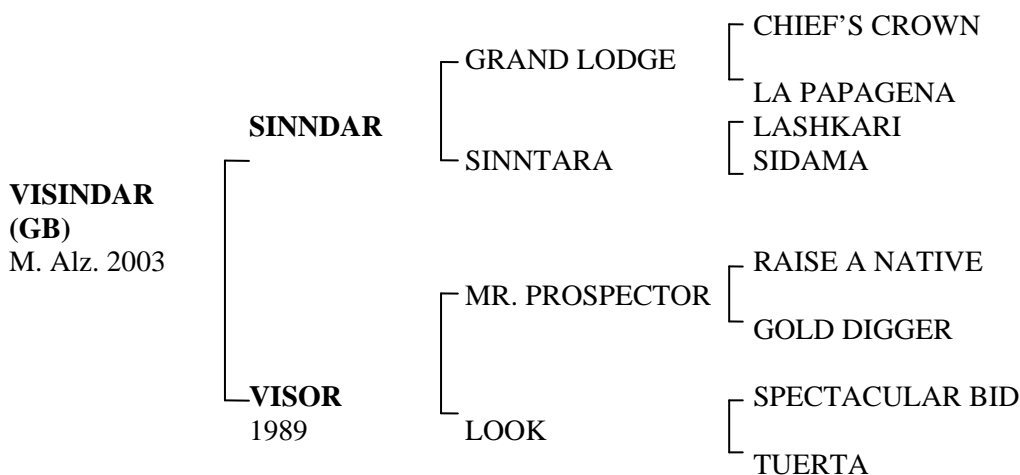 CHIEF’S CROWN
GRAND LODGE
LA PAPAGENA
SINNDAR
LASHKARI
SINNTARA
SIDAMA
VISINDAR
(GB)
M. Alz. 2003
RAISE A NATIVE
MR. PROSPECTOR
GOLD DIGGER
VISOR
1989
SPECTACULAR BID
LOOK
TUERTA